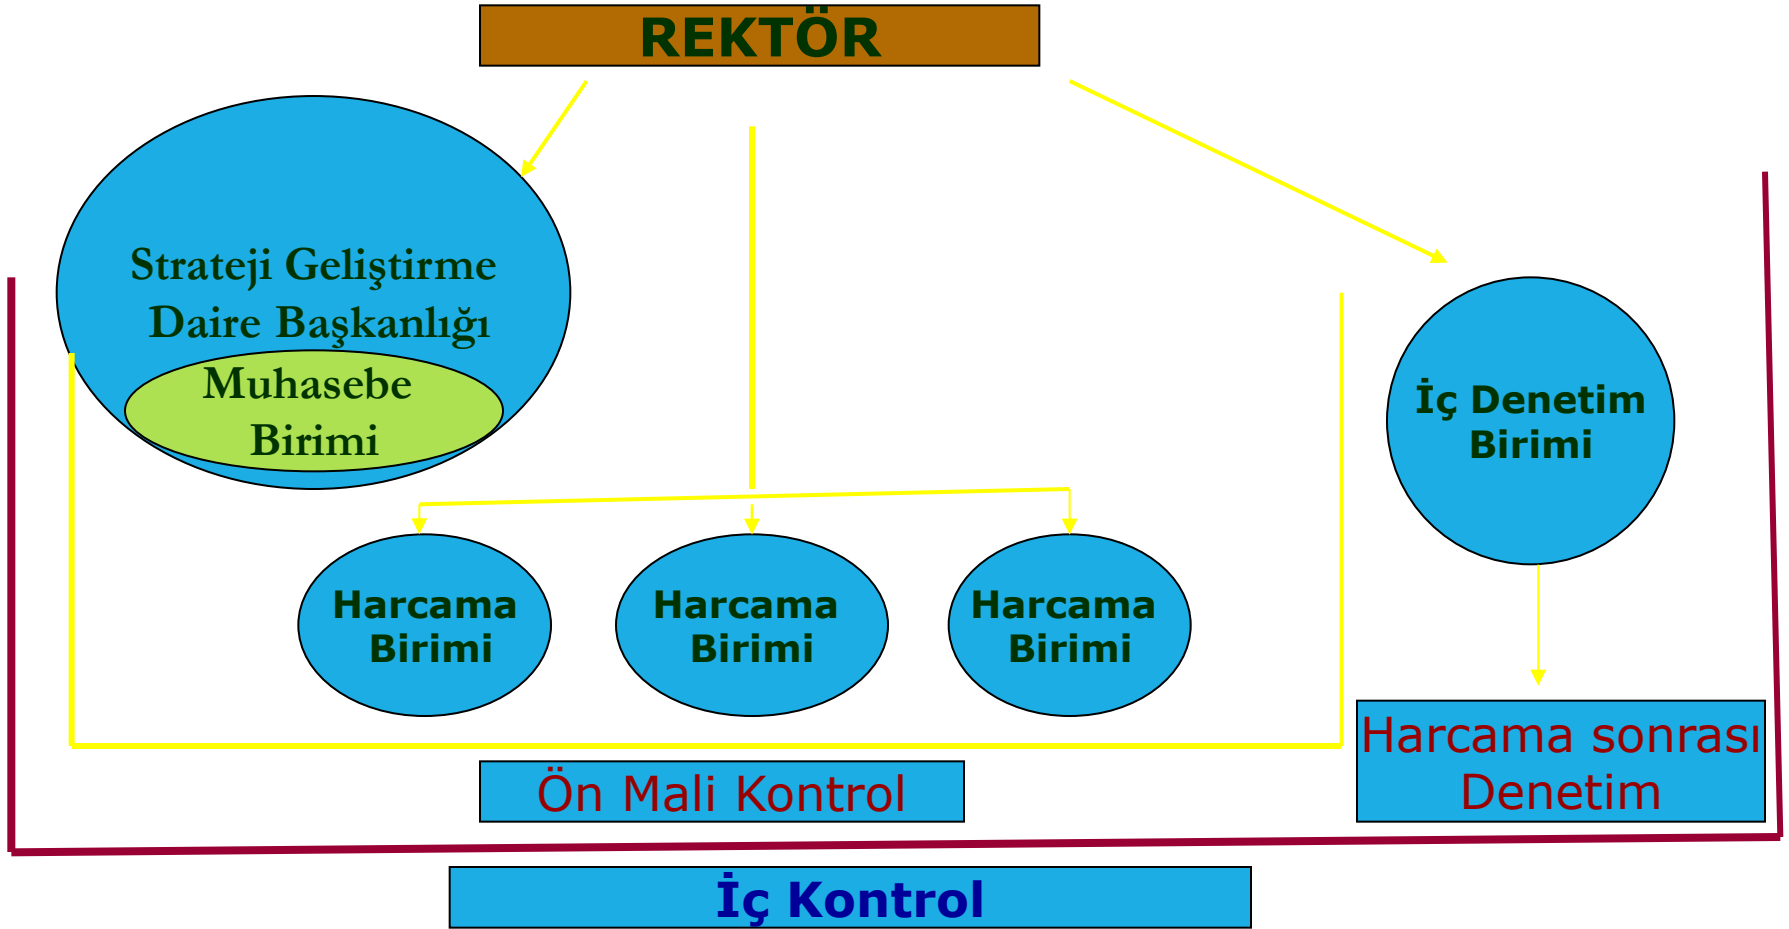 REKTÖR
Strateji Geliştirme
Daire Başkanlığı
Muhasebe
Birimi
İç Denetim
Birimi
Harcama
Birimi
Harcama
Birimi
Harcama
Birimi
Harcama sonrası
Denetim
Ön Mali Kontrol
İç Kontrol